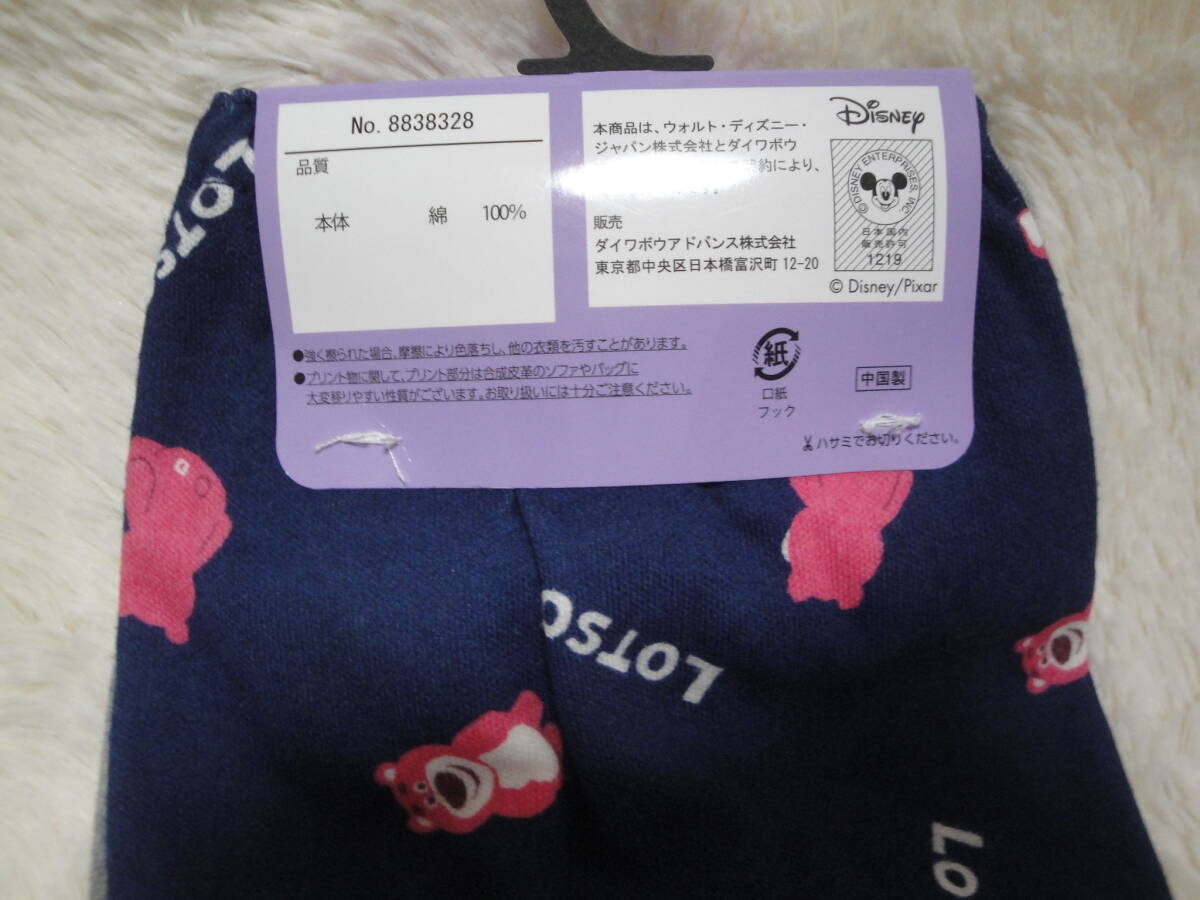 No. 8838328
品質
本体 綿 100%
本商品は、ウォルト・ディズニー・
ジャパン株式会社とダイワボウ
約により、
販売
ダイワボウアドバンス株式会社
東京都中央区日本橋富沢町 12-20
Disney
© DISNEY ENTERPRISES, INC.
日本国内
販売許可
1219
© Disney/Pixar
●強く擦られた場合、摩擦により色落ちし、他の衣類を汚すことがあります。
●プリント物に関して、プリント部分は合成皮革のソファやバッグに
大変移りやすい性質がございます。お取り扱いには十分ご注意ください。
紙
口紙
フック
中国製
ハサミでお切りください。
LOTS
LOTSO
LO